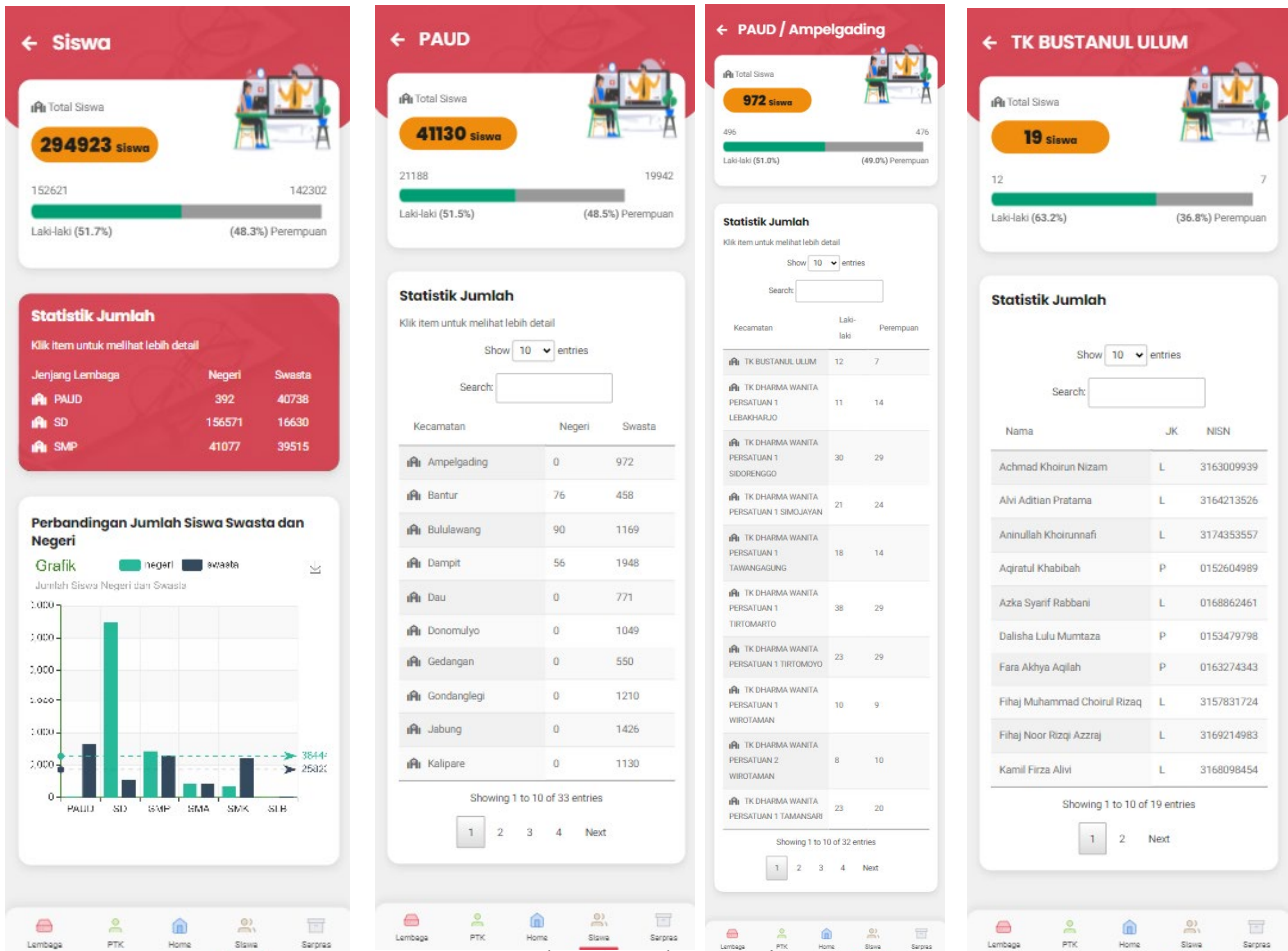 ← Siswa
Total Siswa
294923 Siswa
152621 142302
Laki-laki (51.7%) (48.3%) Perempuan
Statistik Jumlah
Klik item untuk melihat lebih detail
Jenjang Lembaga Negeri Swasta
PAUD 392 40738
SD 156571 16630
SMP 41077 39515
Perbandingan Jumlah Siswa Swasta dan
Negeri
Grafik negeri swasta
Jumlah Siswa Negeri dan Swasta
0
PAUD SD SMP SMA SMK SLB
Lembaga PTK Home Siswa Sarpras
← PAUD
Total Siswa
41130 Siswa
21188 19942
Laki-laki (51.5%) (48.5%) Perempuan
Statistik Jumlah
Klik item untuk melihat lebih detail
Show 10 entries
Search:
Kecamatan Negeri Swasta
Ampelgading 0 972
Bantur 76 458
Bululawang 90 1169
Dampit 56 1948
Dau 0 771
Donomulyo 0 1049
Gedangan 0 550
Gondanglegi 0 1210
Jabung 0 1426
Kalipare 0 1130
Showing 1 to 10 of 33 entries
1 2 3 4 Next
Lembaga PTK Home Siswa Sarpras
← PAUD / Ampelgading
Total Siswa
972 Siswa
496 476
Laki-laki (51.0%) (49.0%) Perempuan
Statistik Jumlah
Klik item untuk melihat lebih detail
Show 10 entries
Search:
Kecamatan Laki-laki Perempuan
TK BUSTANUL ULUM 12 7
TK DHARMA WANITA
PERSATUAN 1 11 14
LEBAKHARJO
TK DHARMA WANITA
PERSATUAN 1 30 29
SIDORENGGO
TK DHARMA WANITA
PERSATUAN 1 SIMOJAYAN 21 24
TK DHARMA WANITA
PERSATUAN 1 18 14
TAWANGAGUNG
TK DHARMA WANITA
PERSATUAN 1 38 29
TIRTOMARTO
TK DHARMA WANITA
PERSATUAN 1 TIRTOMOYO 23 29
TK DHARMA WANITA
PERSATUAN 1 10 9
WIROTAMAN
TK DHARMA WANITA
PERSATUAN 2 8 10
WIROTAMAN
TK DHARMA WANITA
PERSATUAN 1 TAMANSARI 23 20
Showing 1 to 10 of 32 entries
1 2 3 4 Next
Lembaga PTK Home Siswa Sarpras
← TK BUSTANUL ULUM
Total Siswa
19 Siswa
12 7
Laki-laki (63.2%) (36.8%) Perempuan
Statistik Jumlah
Show 10 entries
Search:
Nama JK NISN
Achmad Khoirun Nizam L 3163009939
Alvi Aditian Pratama L 3164213526
Aninullah Khoirunnafi L 3174353557
Aqiratul Khabibah P 0152604989
Azka Syarif Rabbani L 0168862461
Dalisha Lulu Mumtaza P 0153479798
Fara Akhya Aqilah P 0163274343
Fihaj Muhammad Choirul Rizaq L 3157831724
Fihaj Noor Rizqi Azzraj L 3169214983
Kamil Firza Alivi L 3168098454
Showing 1 to 10 of 19 entries
1 2 Next
Lembaga PTK Home Siswa Sarpras